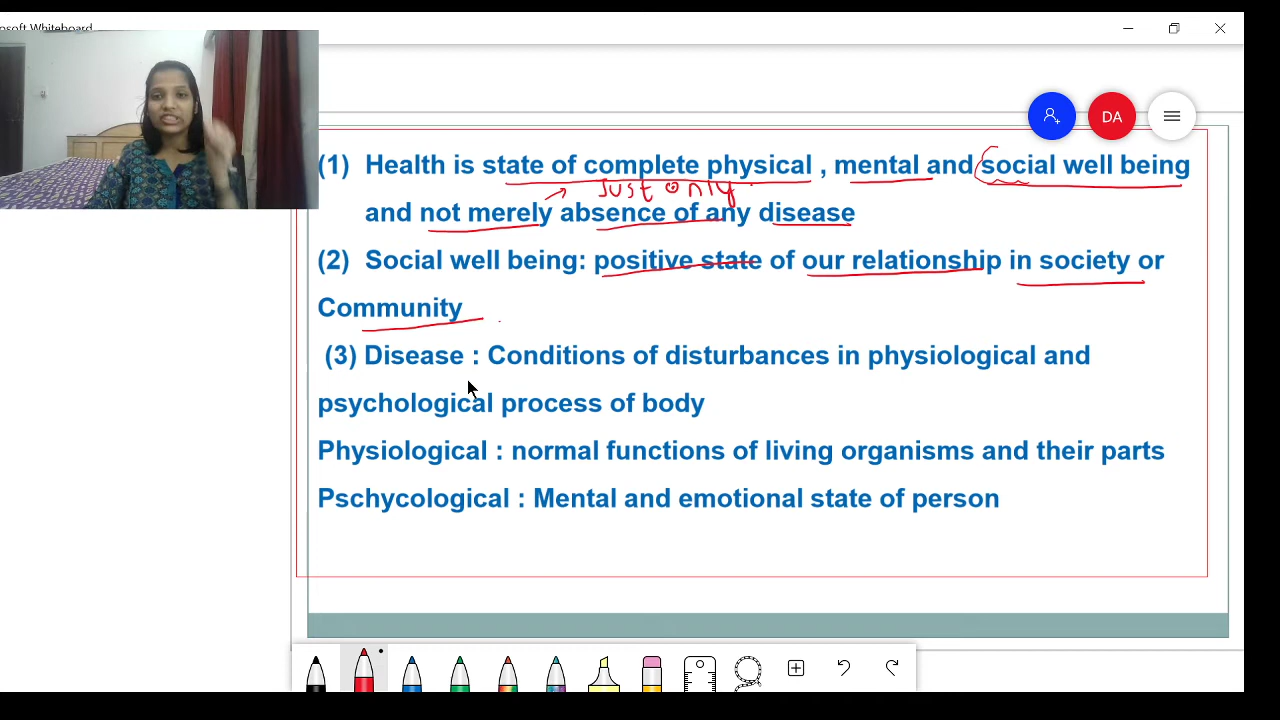 osoft Whiteboard
DA
(1) Health is state of complete physical , mental and social well being
Just only
and not merely absence of any disease
(2) Social well being: positive state of our relationship in society or
Community
(3) Disease : Conditions of disturbances in physiological and
psychological process of body
Physiological : normal functions of living organisms and their parts
Pschycological : Mental and emotional state of person